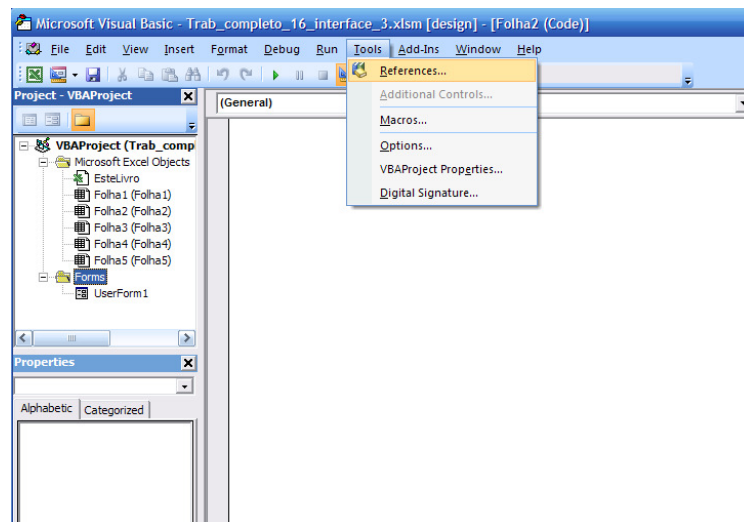 Microsoft Visual Basic - Trab_completo_16_interface_3.xlsm [design] - [Folha2 (Code)]
File Edit View Insert Format Debug Run Tools Add-Ins Window Help
References...
Additional Controls...
Macros...
Options...
VBAProject Properties...
Digital Signature...
Project - VBAProject
(General)
VBAProject (Trab_compl
Microsoft Excel Objects
EsteLivro
Folha1 (Folha1)
Folha2 (Folha2)
Folha3 (Folha3)
Folha4 (Folha4)
Folha5 (Folha5)
Forms
UserForm1
Properties
Alphabetic Categorized